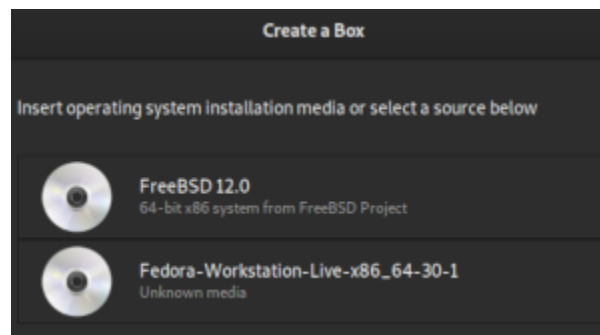 Create a Box
Insert operating system installation media or select a source below
FreeBSD 12.0
64-bit x86 system from FreeBSD Project
Fedora-Workstation-Live-x86_64-30-1
Unknown media